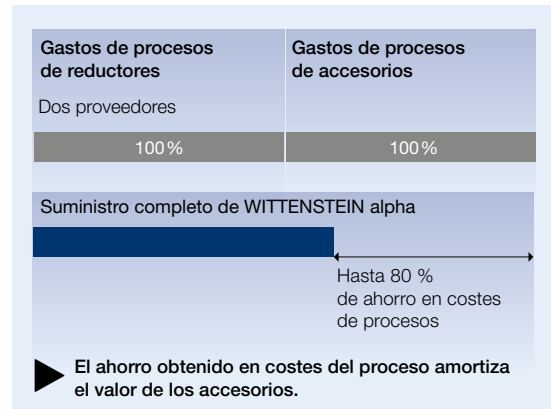 Gastos de procesos
de reductores
Gastos de procesos
de accesorios
Dos proveedores
100 %
100 %
Suministro completo de WITTENSTEIN alpha
Hasta 80 %
de ahorro en costes
de procesos
El ahorro obtenido en costes del proceso amortiza
el valor de los accesorios.